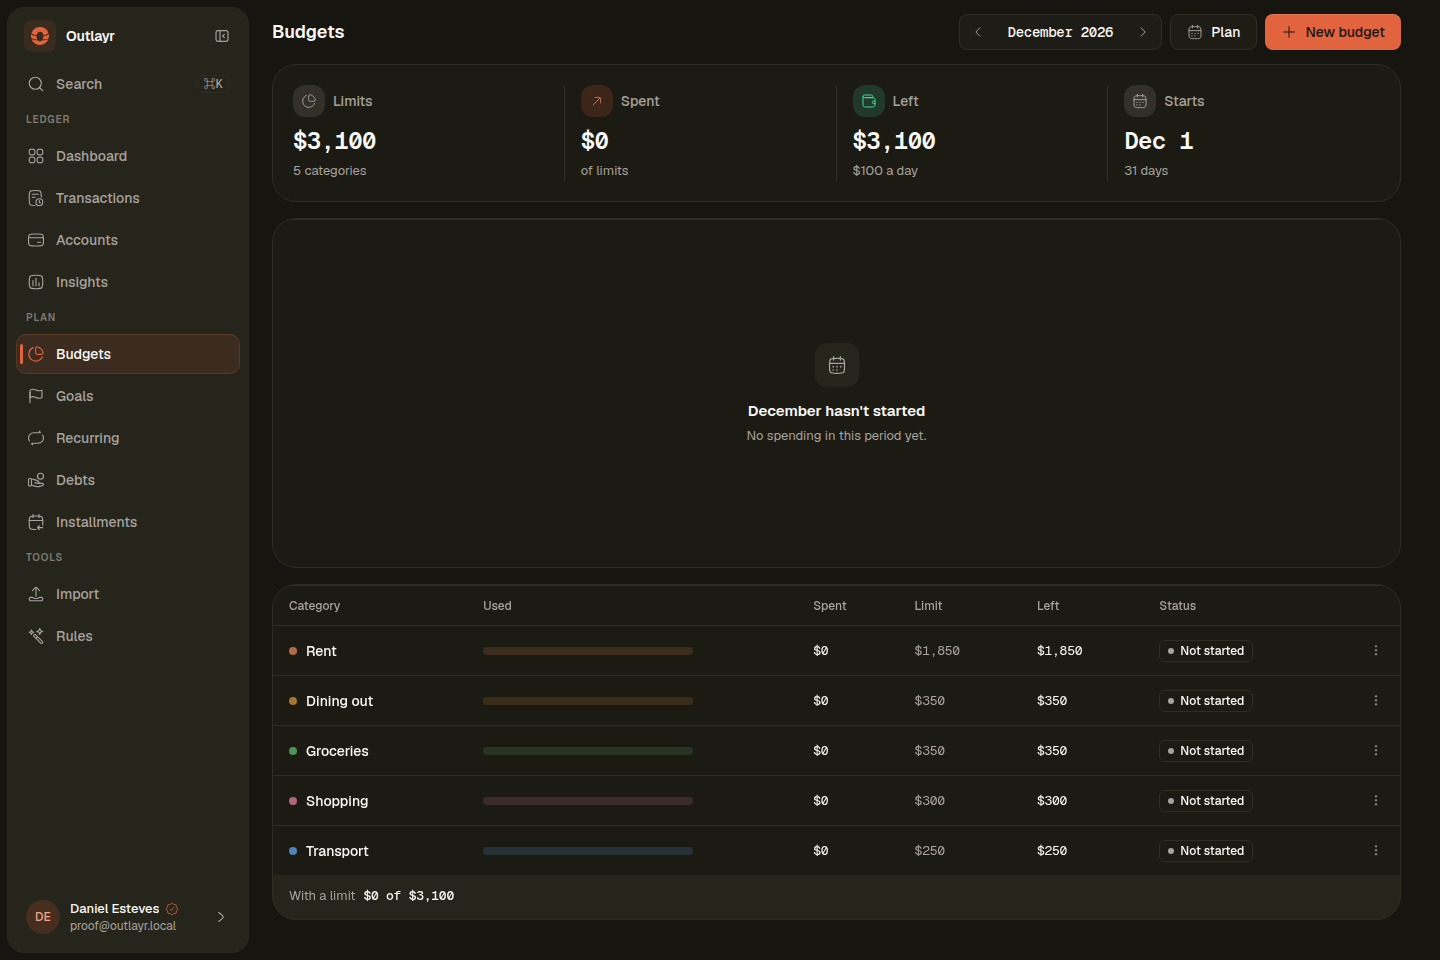 Outlayr
Search ⌘K
LEDGER
Dashboard
Transactions
Accounts
Insights
PLAN
Budgets
Goals
Recurring
Debts
Installments
TOOLS
Import
Rules
DE
Daniel Esteves
proof@outlayr.local
Budgets
December 2026
Plan
New budget
Limits
$3,100
5 categories
Spent
$0
of limits
Left
$3,100
$100 a day
Starts
Dec 1
31 days
December hasn't started
No spending in this period yet.
Category Used Spent Limit Left Status
Rent $0 $1,850 $1,850 Not started
Dining out $0 $350 $350 Not started
Groceries $0 $350 $350 Not started
Shopping $0 $300 $300 Not started
Transport $0 $250 $250 Not started
With a limit $0 of $3,100